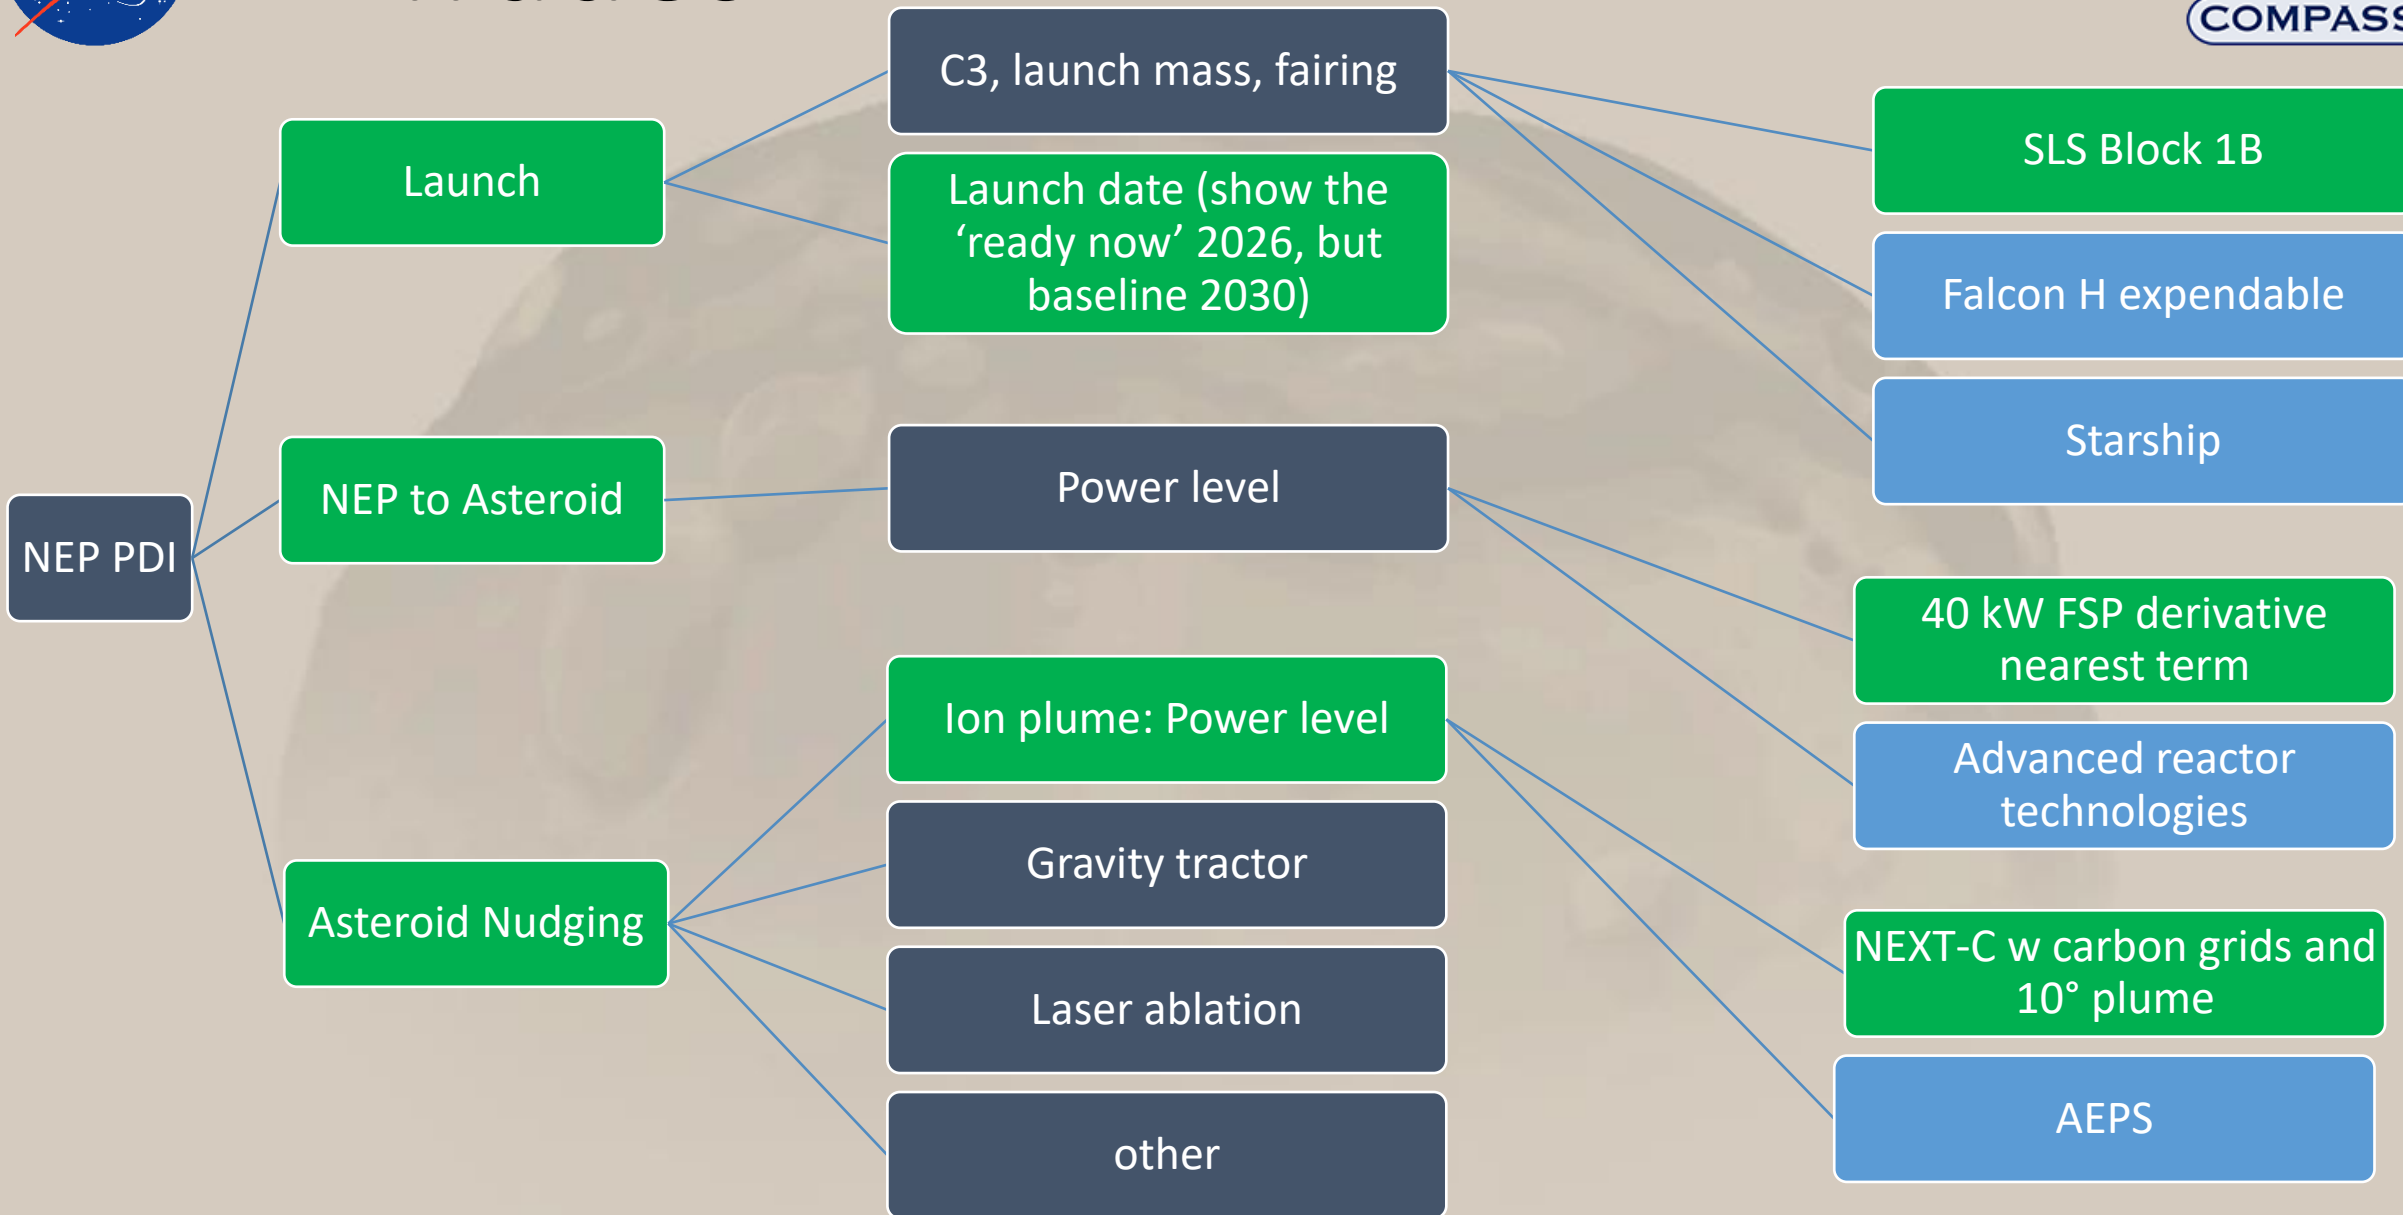 COMPASS
C3, launch mass, fairing
Launch
Launch date (show the
‘ready now’ 2026, but
baseline 2030)
SLS Block 1B
Falcon H expendable
Starship
NEP to Asteroid
Power level
NEP PDI
40 kW FSP derivative
nearest term
Advanced reactor
technologies
Ion plume: Power level
Gravity tractor
Asteroid Nudging
Laser ablation
other
NEXT-C w carbon grids and
10° plume
AEPS